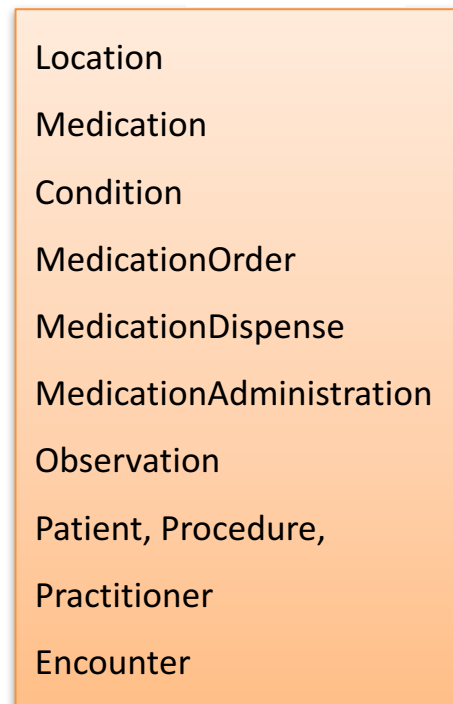 Location
Medication
Condition
MedicationOrder
MedicationDispense
MedicationAdministration
Observation
Patient, Procedure,
Practitioner
Encounter